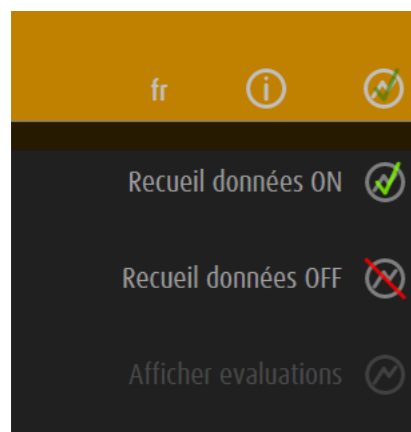 fr
Recueil données ON
Recueil données OFF
Afficher evaluations